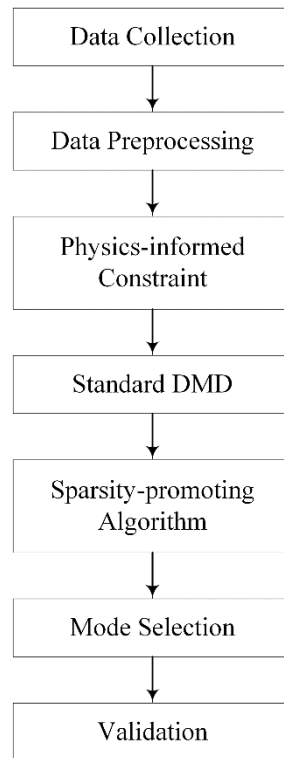 Data Collection
Data Preprocessing
Physics-informed
Constraint
Standard DMD
Sparsity-promoting
Algorithm
Mode Selection
Validation